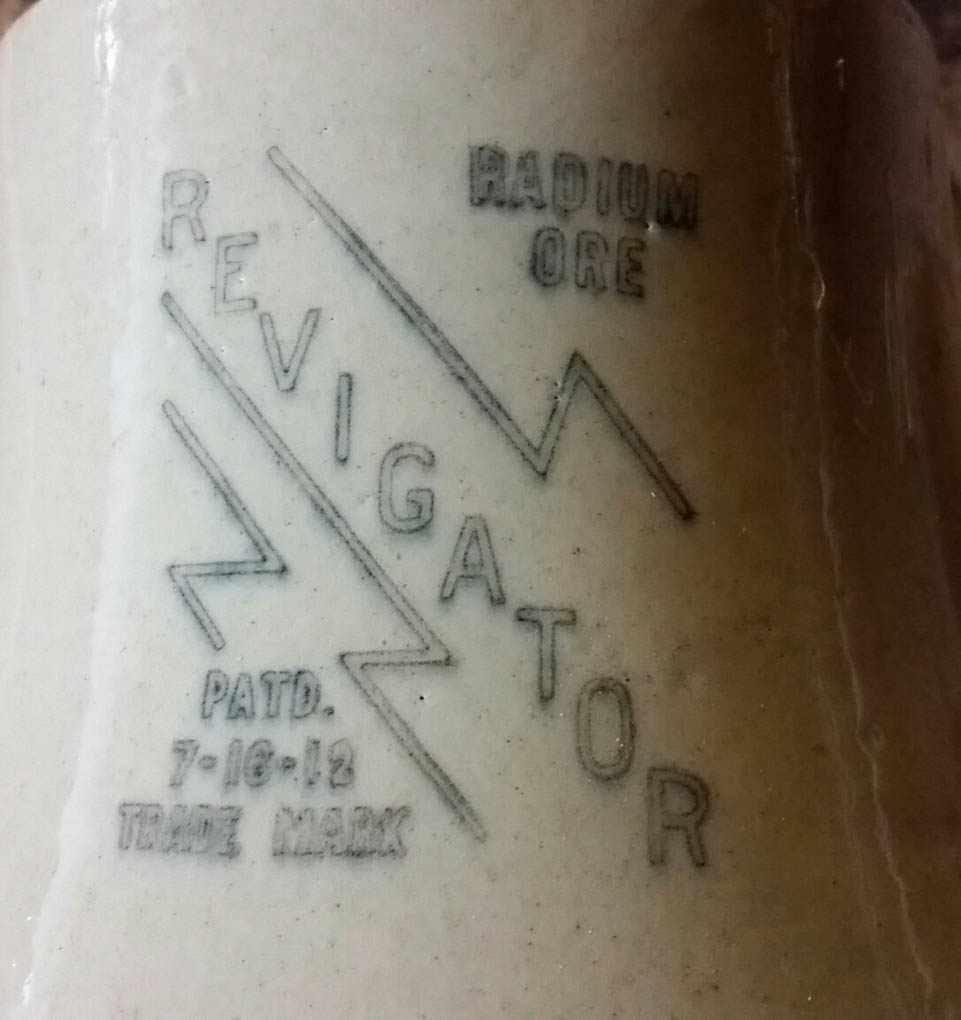 RADIUM
ORE
REVIGATOR
PATD.
7-16-12
TRADE MARK